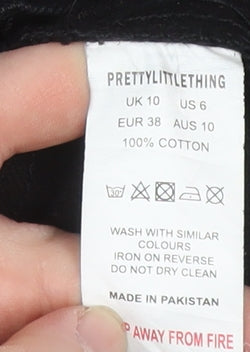 PRETTYLITTLETHING
UK 10 US 6
EUR 38 AUS 10
100% COTTON
30°
WASH WITH SIMILAR
COLOURS
IRON ON REVERSE
DO NOT DRY CLEAN
MADE IN PAKISTAN
AWAY FROM FIRE